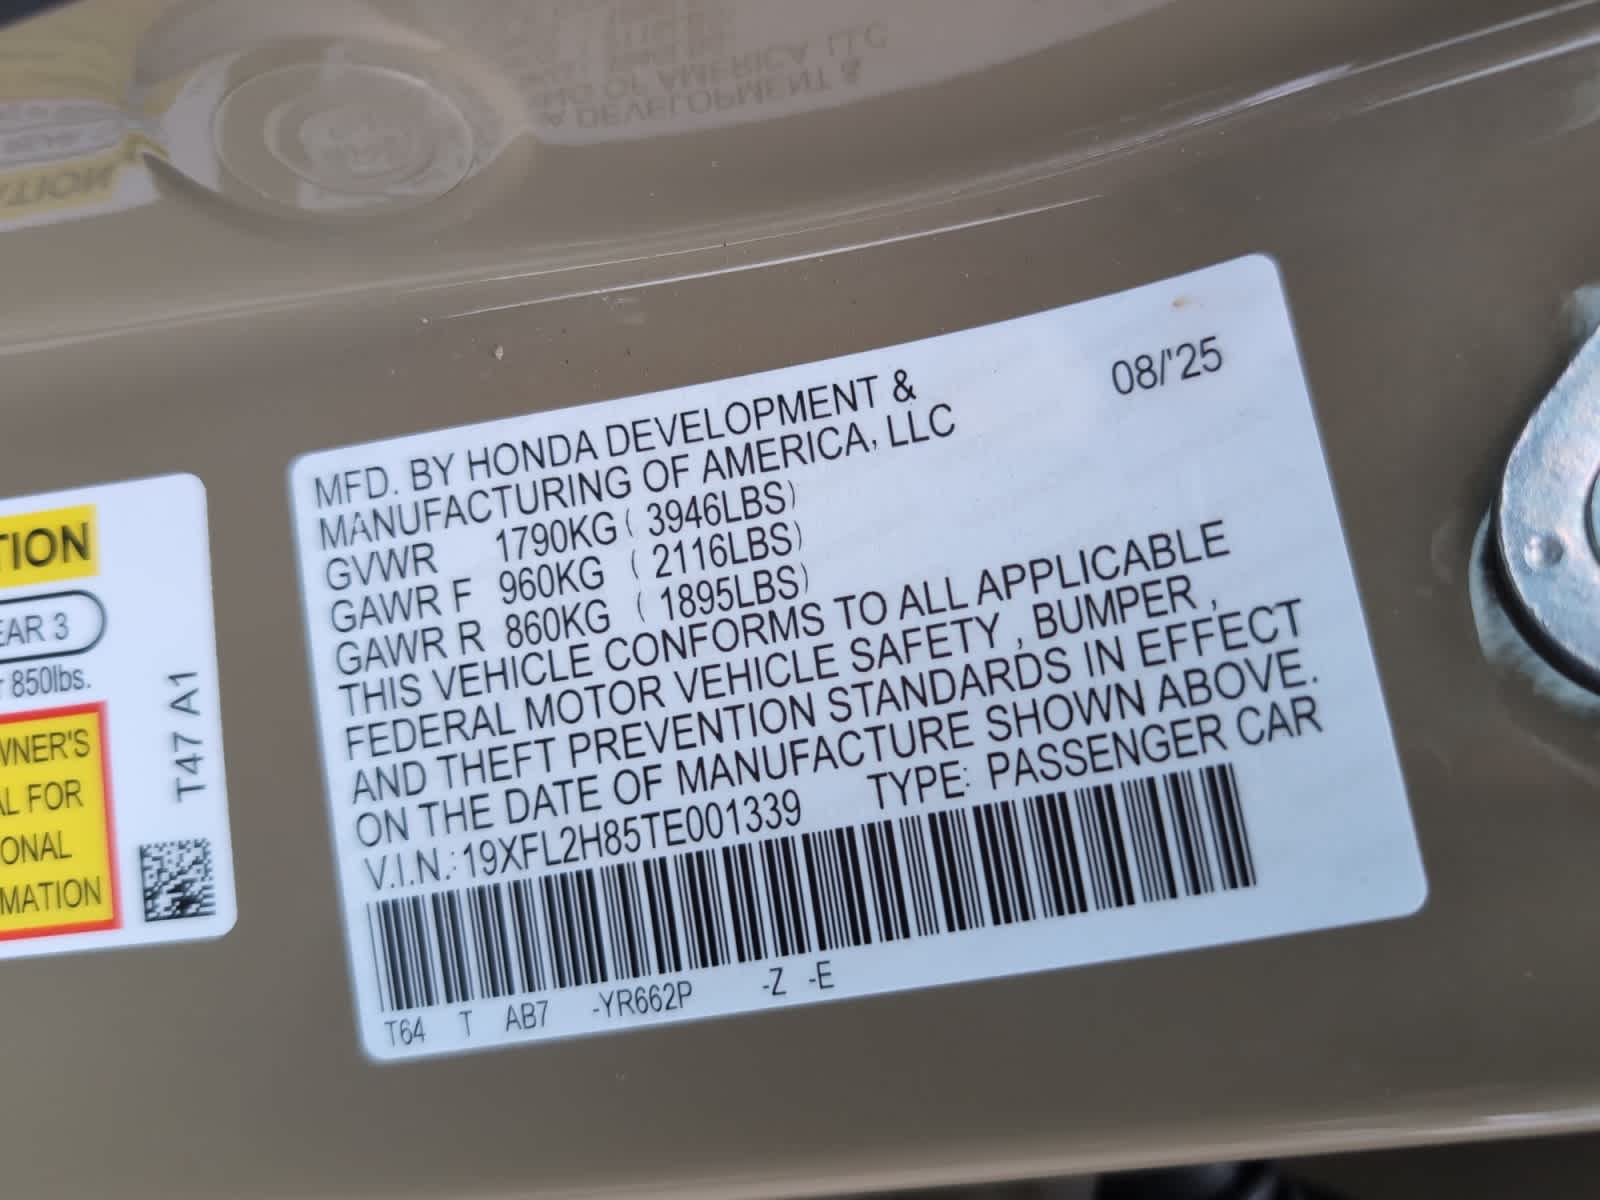 MFD. BY HONDA DEVELOPMENT &
MANUFACTURING OF AMERICA, LLC
08/'25
GVWR 1790KG ( 3946LBS)
GAWR F 960KG ( 2116LBS)
GAWR R 860KG ( 1895LBS)
THIS VEHICLE CONFORMS TO ALL APPLICABLE
FEDERAL MOTOR VEHICLE SAFETY , BUMPER ,
AND THEFT PREVENTION STANDARDS IN EFFECT
ON THE DATE OF MANUFACTURE SHOWN ABOVE.
V.I.N.: 19XFL2H85TE001339 TYPE: PASSENGER CAR
T64 T AB7 -YR662P -Z -E
TION
EAR 3
850lbs.
WNER'S
AL FOR
ONAL
MATION
T47 A1